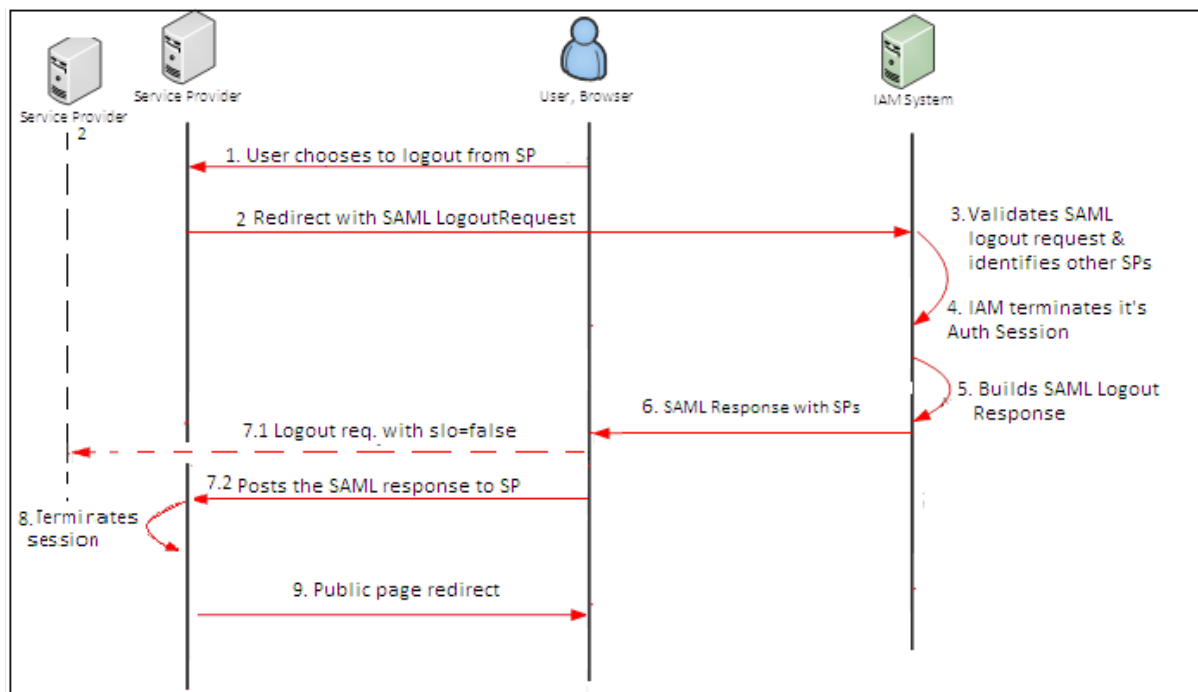 Service Provider
2
Service Provider
User, Browser
IAM System
1. User chooses to logout from SP
2 Redirect with SAML LogoutRequest
3. Validates SAML
logout request &
identifies other SPs
4. IAM terminates it's
Auth Session
5. Builds SAML Logout
Response
6. SAML Response with SPs
7.1 Logout req. with slo=false
7.2 Posts the SAML response to SP
8. Terminates
session
9. Public page redirect